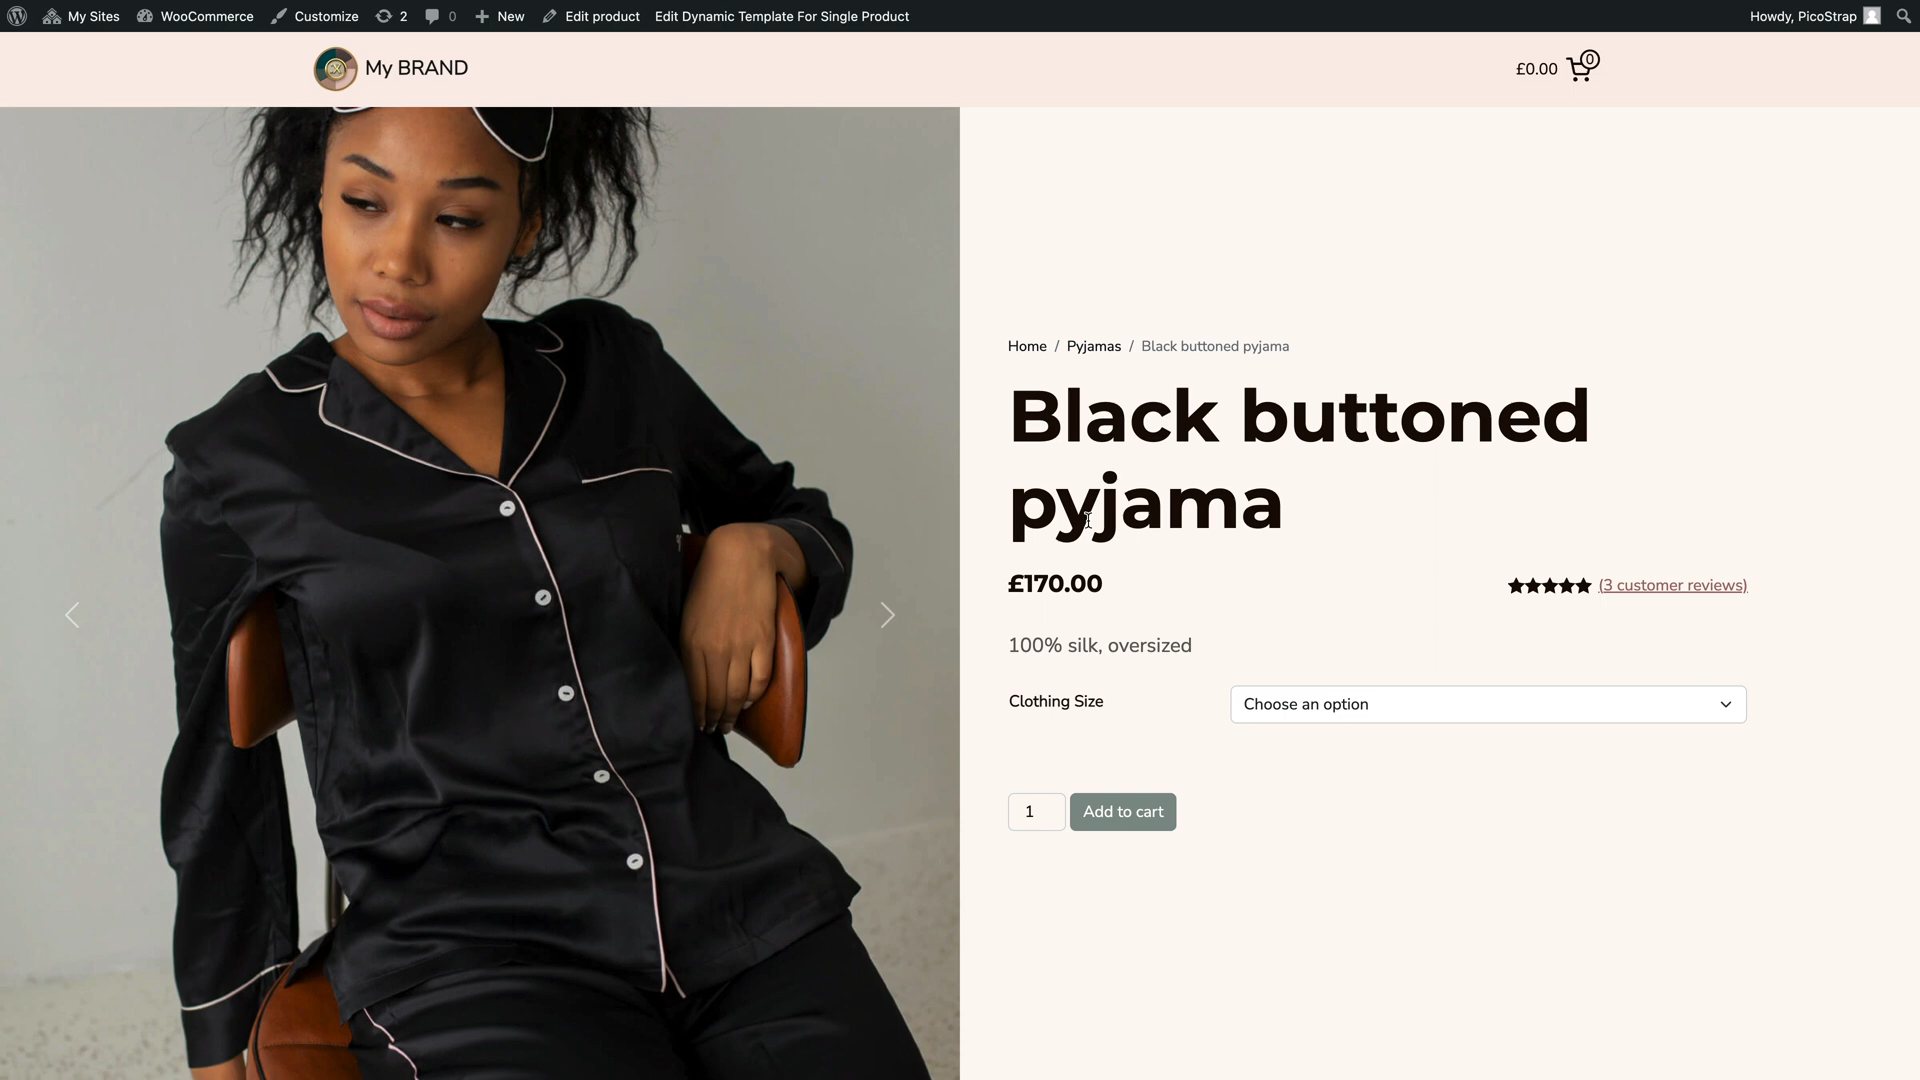 My Sites WooCommerce Customize 2 0 New Edit product Edit Dynamic Template For Single Product Howdy, PicoStrap
My BRAND £0.00 0
Home / Pyjamas / Black buttoned pyjama
Black buttoned
pyjama
£170.00 (3 customer reviews)
100% silk, oversized
Clothing Size Choose an option
1 Add to cart